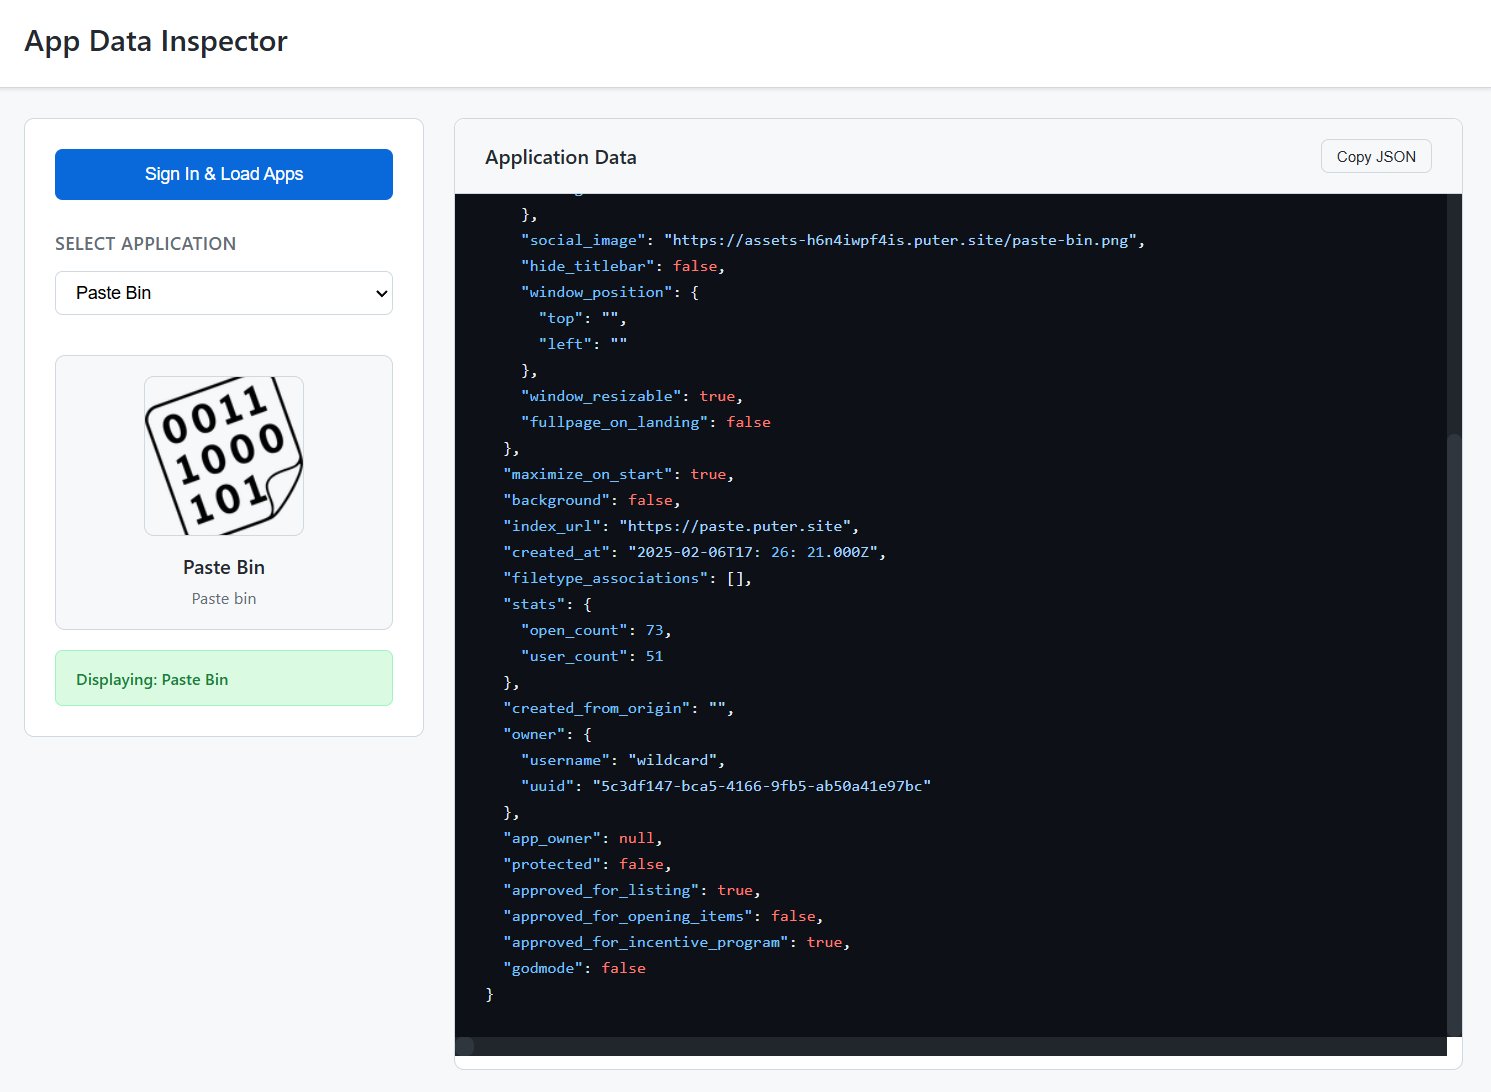 App Data Inspector
Sign In & Load Apps
SELECT APPLICATION
Paste Bin
0011
1000
101
Paste Bin
Paste bin
Displaying: Paste Bin
Application Data
Copy JSON
},
"social_image": "https://assets-h6n4iwpf4is.puter.site/paste-bin.png",
"hide_titlebar": false,
"window_position": {
"top": "",
"left": ""
},
"window_resizable": true,
"fullpage_on_landing": false
},
"maximize_on_start": true,
"background": false,
"index_url": "https://paste.puter.site",
"created_at": "2025-02-06T17: 26: 21.000Z",
"filetype_associations": [],
"stats": {
"open_count": 73,
"user_count": 51
},
"created_from_origin": "",
"owner": {
"username": "wildcard",
"uuid": "5c3df147-bca5-4166-9fb5-ab50a41e97bc"
},
"app_owner": null,
"protected": false,
"approved_for_listing": true,
"approved_for_opening_items": false,
"approved_for_incentive_program": true,
"godmode": false
}